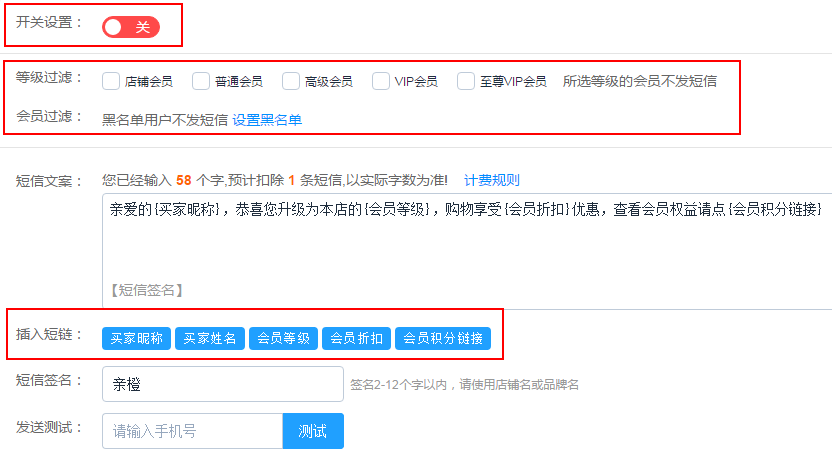 开关设置： 关
等级过滤： 店铺会员 普通会员 高级会员 VIP会员 至尊VIP会员 所选等级的会员不发短信
会员过滤： 黑名单用户不发短信 设置黑名单
短信文案： 您已经输入 58 个字,预计扣除 1 条短信,以实际字数为准! 计费规则
亲爱的{买家昵称}，恭喜您升级为本店的{会员等级}，购物享受{会员折扣}优惠，查看会员权益请点{会员积分链接}
【短信签名】
插入短链： 买家昵称 买家姓名 会员等级 会员折扣 会员积分链接
短信签名： 亲橙 签名2-12个字以内，请使用店铺名或品牌名
发送测试： 请输入手机号 测试